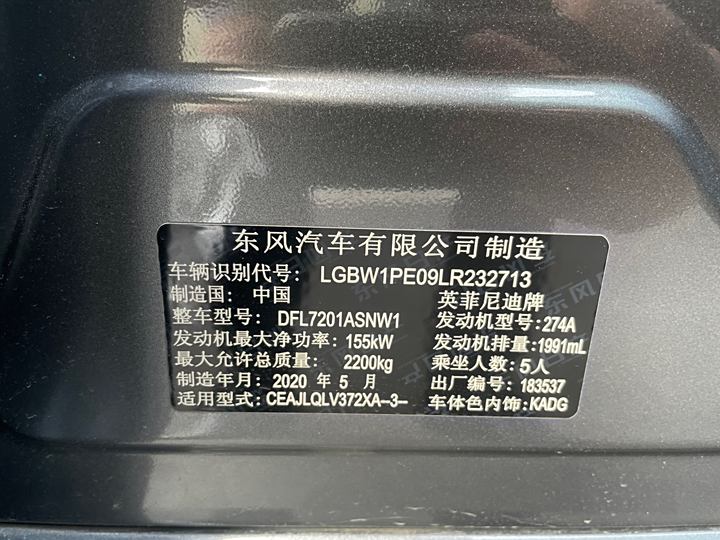 东风汽车有限公司制造
车辆识别代号: LGBW1PE09LR232713
制造国: 中国 英菲尼迪牌
整车型号: DFL7201ASNW1 发动机型号: 274A
发动机最大净功率: 155kW 发动机排量: 1991mL
最大允许总质量: 2200kg 乘坐人数: 5人
制造年月: 2020 年 5 月 出厂编号: 183537
适用型式: CEAJLQLV372XA-3- 车体色内饰: KADG